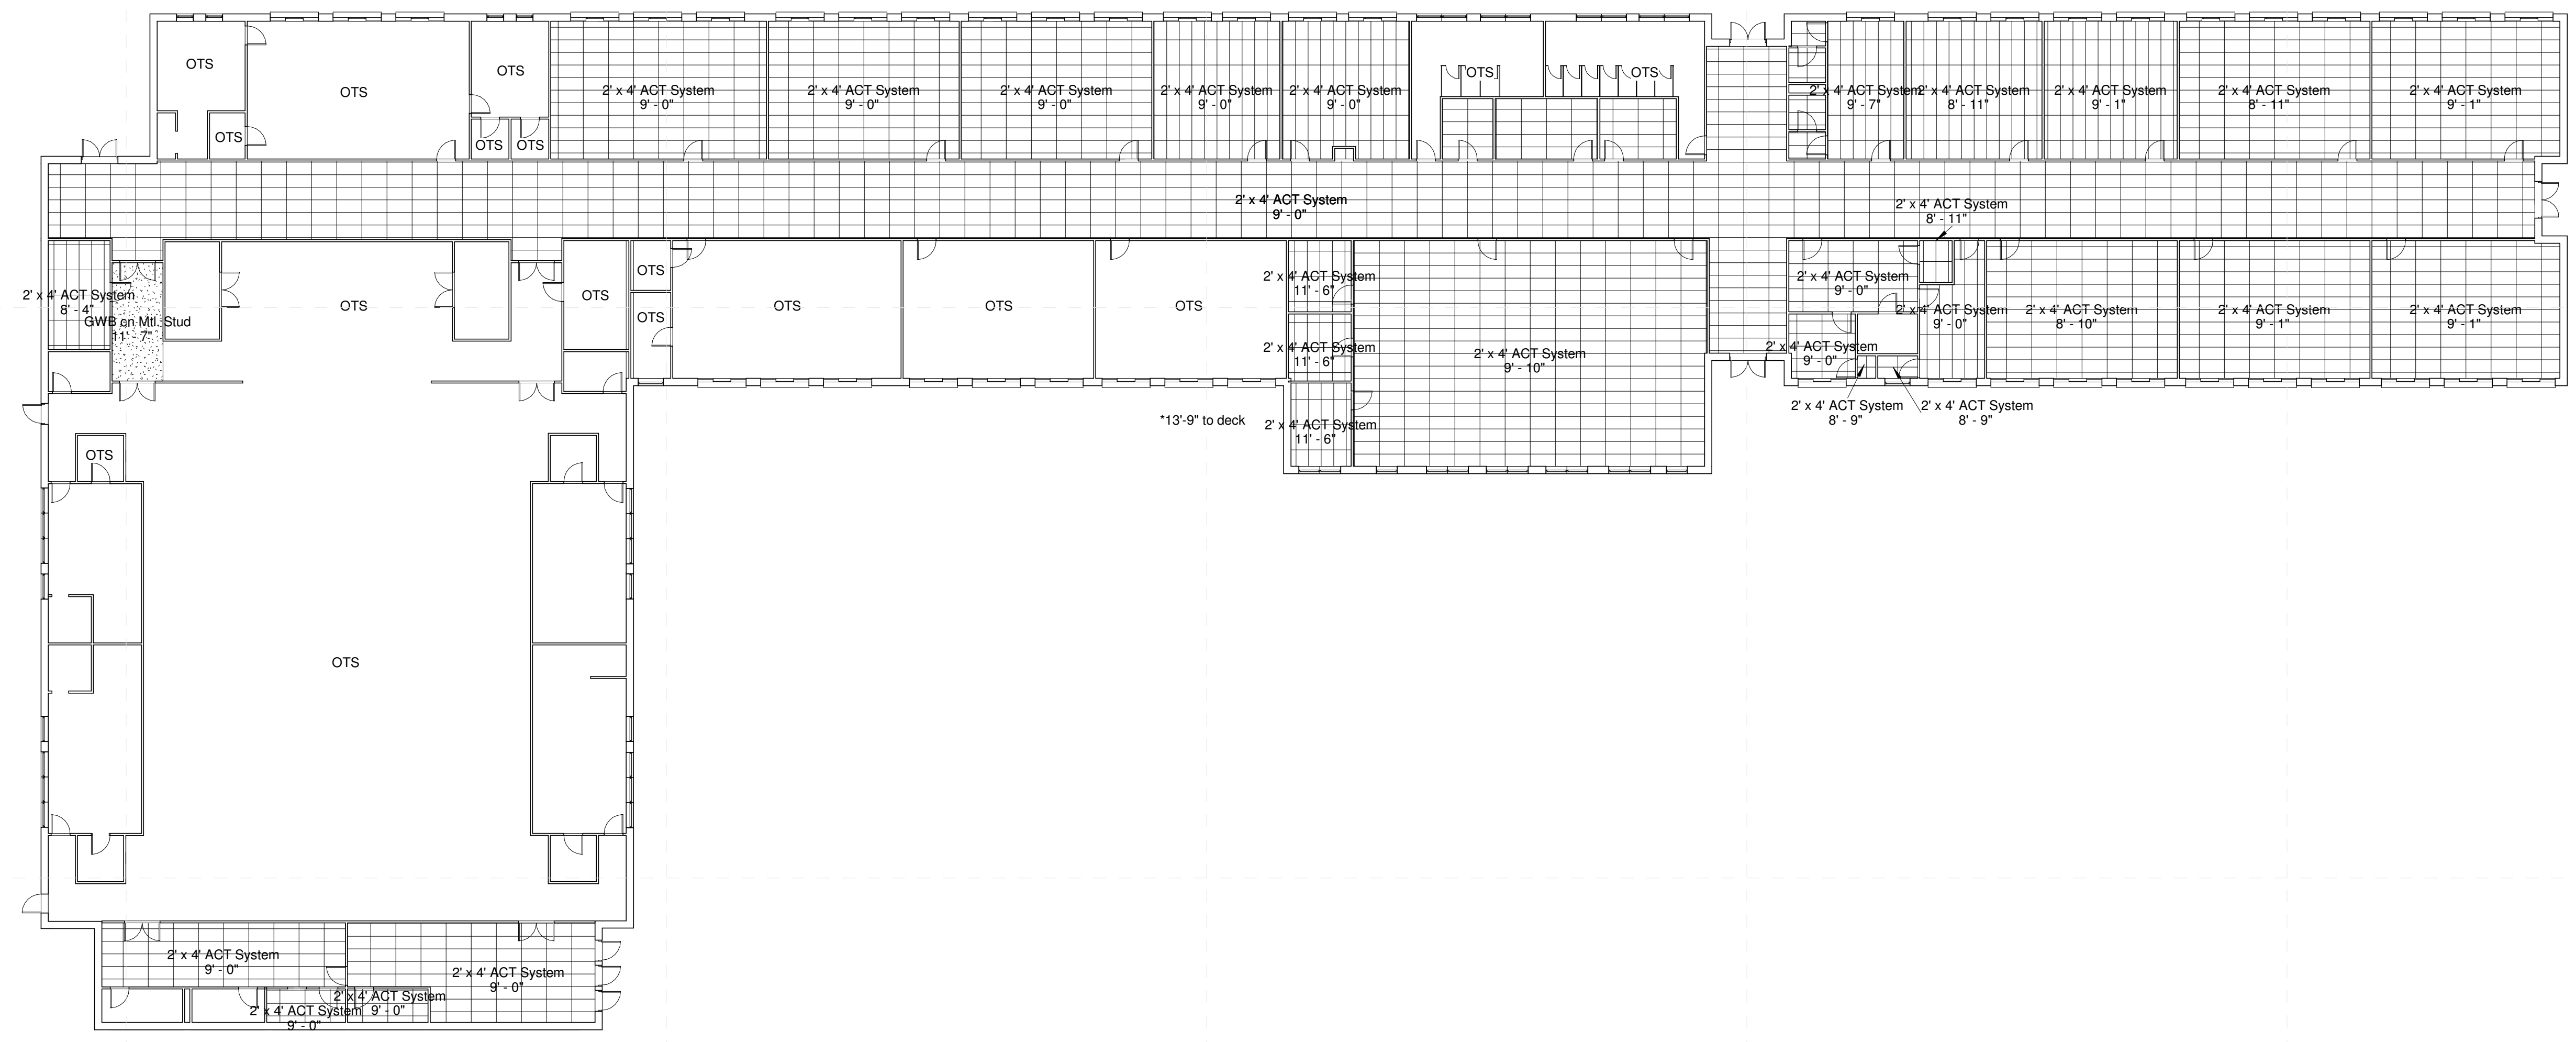 OTS
OTS
OTS
OTS
OTS
OTS
2' x 4' ACT System
9' - 0"
2' x 4' ACT System
9' - 0"
2' x 4' ACT System
9' - 0"
2' x 4' ACT System
9' - 0"
2' x 4' ACT System
9' - 0"
OTS
OTS
2' x 4' ACT System
9' - 7"
2' x 4' ACT System
8' - 11"
2' x 4' ACT System
9' - 1"
2' x 4' ACT System
8' - 11"
2' x 4' ACT System
9' - 1"
2' x 4' ACT System
9' - 0"
2' x 4' ACT System
8' - 11"
2' x 4' ACT System
8' - 4"
GWB on Mtl. Stud
11' - 7"
OTS
OTS
OTS
OTS
OTS
OTS
OTS
2' x 4' ACT System
11' - 6"
2' x 4' ACT System
11' - 6"
2' x 4' ACT System
11' - 6"
2' x 4' ACT System
9' - 10"
2' x 4' ACT System
9' - 0"
2' x 4' ACT System
9' - 0"
2' x 4' ACT System
9' - 0"
2' x 4' ACT System
8' - 10"
2' x 4' ACT System
9' - 1"
2' x 4' ACT System
9' - 1"
2' x 4' ACT System
8' - 9"
2' x 4' ACT System
8' - 9"
*13'-9" to deck
OTS
OTS
2' x 4' ACT System
9' - 0"
2' x 4' ACT System
9' - 0"
2' x 4' ACT System
9' - 0"
2' x 4' ACT System
9' - 0"